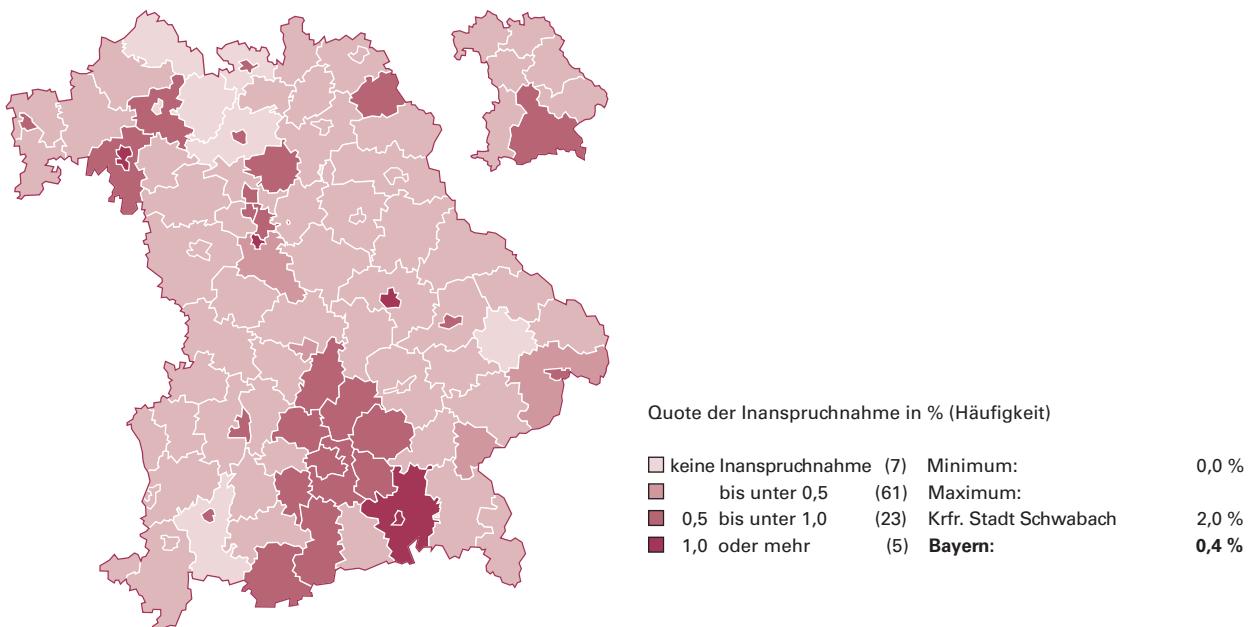 Quote der Inanspruchnahme in % (Häufigkeit)
keine Inanspruchnahme (7) Minimum: 0,0 %
bis unter 0,5 (61) Maximum:
0,5 bis unter 1,0 (23) Krfr. Stadt Schwabach 2,0 %
1,0 oder mehr (5) Bayern: 0,4 %